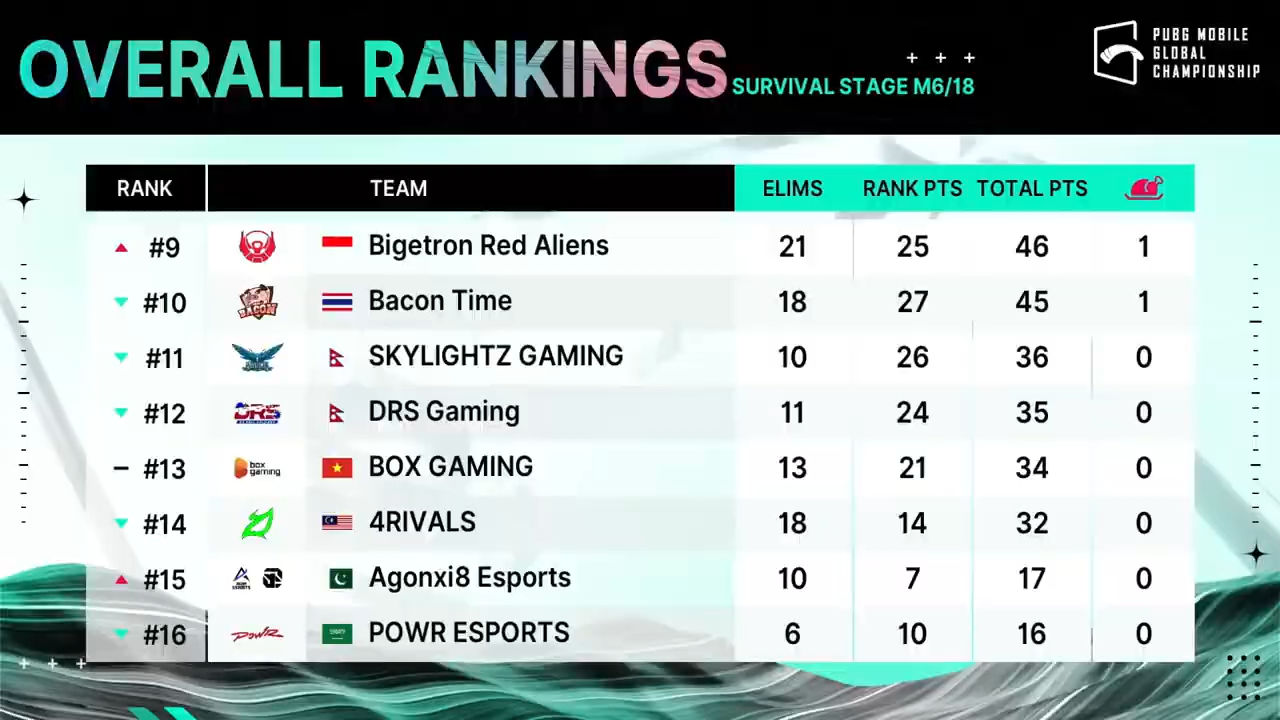 OVERALL RANKINGS SURVIVAL STAGE M6/18
PUBG MOBILE
GLOBAL
CHAMPIONSHIP
RANK TEAM ELIMS RANK PTS TOTAL PTS
#9 Bigetron Red Aliens 21 25 46 1
#10 BACON Bacon Time 18 27 45 1
#11 SKYLIGHTZ GAMING 10 26 36 0
#12 DRS DRS Gaming 11 24 35 0
#13 box gaming BOX GAMING 13 21 34 0
#14 4RIVALS 18 14 32 0
#15 Agonxi8 Esports 10 7 17 0
#16 POWR POWR ESPORTS 6 10 16 0